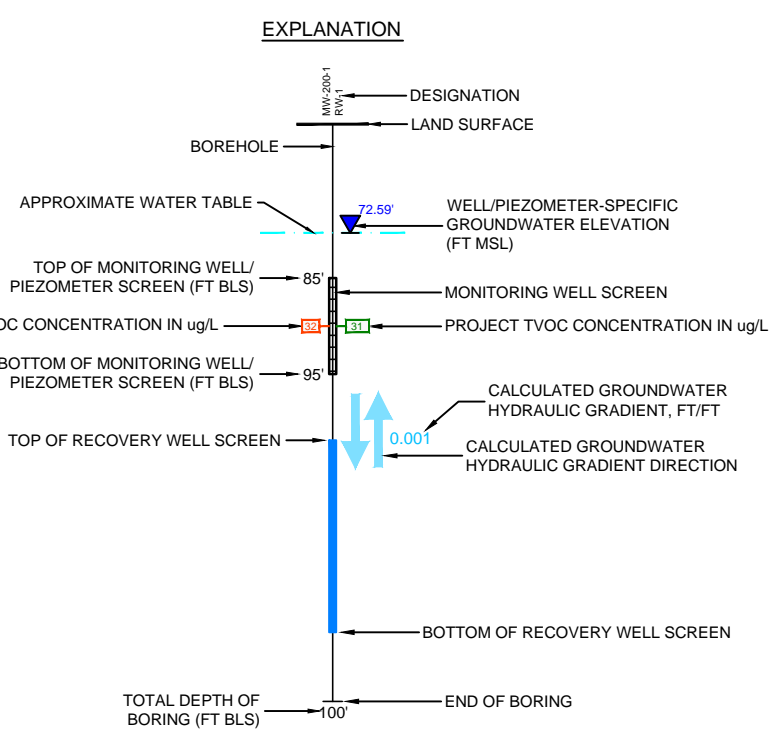 EXPLANATION
MW-200-1
RW-1
DESIGNATION
LAND SURFACE
BOREHOLE
APPROXIMATE WATER TABLE
72.59'
WELL/PIEZOMETER-SPECIFIC
GROUNDWATER ELEVATION
(FT MSL)
TOP OF MONITORING WELL/
PIEZOMETER SCREEN (FT BLS)
85'
MONITORING WELL SCREEN
OC CONCENTRATION IN ug/L
32
31
PROJECT TVOC CONCENTRATION IN ug/L
BOTTOM OF MONITORING WELL/
PIEZOMETER SCREEN (FT BLS)
95'
CALCULATED GROUNDWATER
HYDRAULIC GRADIENT, FT/FT
0.001
TOP OF RECOVERY WELL SCREEN
CALCULATED GROUNDWATER
HYDRAULIC GRADIENT DIRECTION
BOTTOM OF RECOVERY WELL SCREEN
TOTAL DEPTH OF
BORING (FT BLS)
100'
END OF BORING